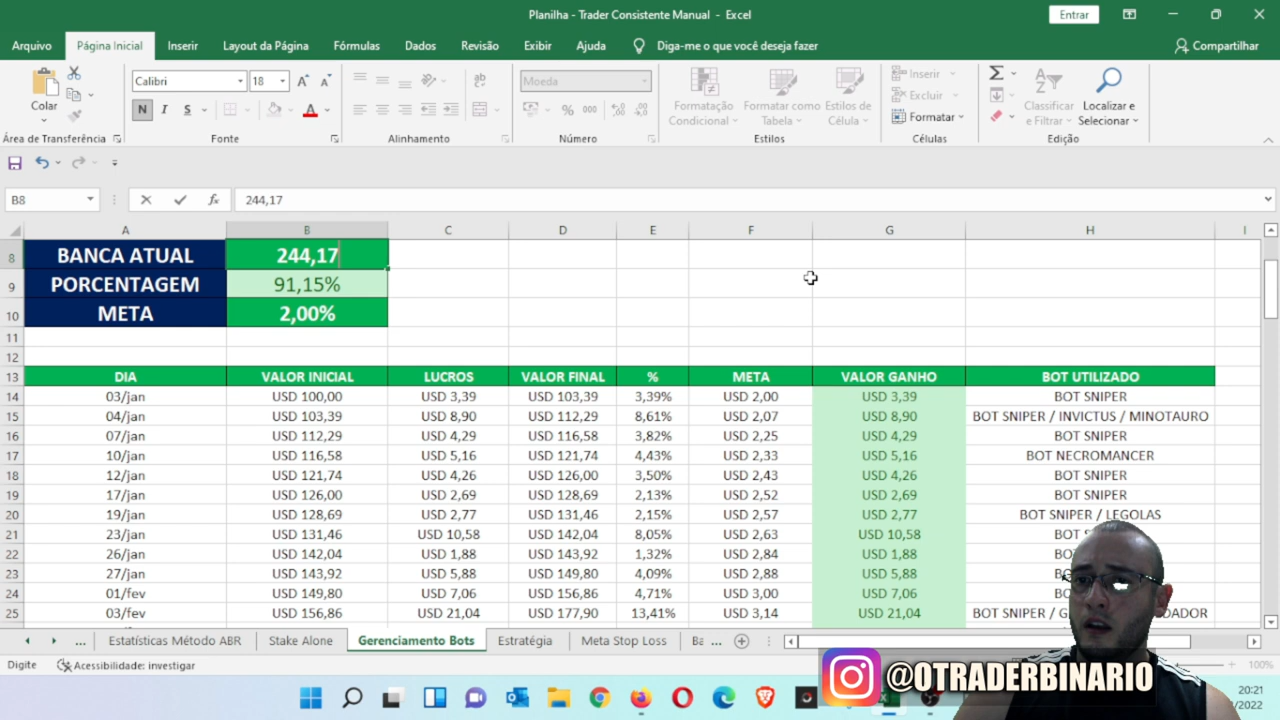 Planilha - Trader Consistente Manual - Excel
Entrar
Arquivo Página Inicial Inserir Layout da Página Fórmulas Dados Revisão Exibir Ajuda Diga-me o que você deseja fazer Compartilhar
Colar
Área de Transferência
Calibri 18
N I S
Fonte
Alinhamento
Moeda
% 000
Número
Formatação Condicional
Formatar como Tabela
Estilos de Célula
Estilos
Inserir
Excluir
Formatar
Células
Classificar e Filtrar
Localizar e Selecionar
Edição
B8 fx 244,17
A B C D E F G H I
8 BANCA ATUAL 244,17
9 PORCENTAGEM 91,15%
10 META 2,00%
11
12
13 DIA VALOR INICIAL LUCROS VALOR FINAL % META VALOR GANHO BOT UTILIZADO
14 03/jan USD 100,00 USD 3,39 USD 103,39 3,39% USD 2,00 USD 3,39 BOT SNIPER
15 04/jan USD 103,39 USD 8,90 USD 112,29 8,61% USD 2,07 USD 8,90 BOT SNIPER / INVICTUS / MINOTAURO
16 07/jan USD 112,29 USD 4,29 USD 116,58 3,82% USD 2,25 USD 4,29 BOT SNIPER
17 10/jan USD 116,58 USD 5,16 USD 121,74 4,43% USD 2,33 USD 5,16 BOT NECROMANCER
18 12/jan USD 121,74 USD 4,26 USD 126,00 3,50% USD 2,43 USD 4,26 BOT SNIPER
19 17/jan USD 126,00 USD 2,69 USD 128,69 2,13% USD 2,52 USD 2,69 BOT SNIPER
20 19/jan USD 128,69 USD 2,77 USD 131,46 2,15% USD 2,57 USD 2,77 BOT SNIPER / LEGOLAS
21 23/jan USD 131,46 USD 10,58 USD 142,04 8,05% USD 2,63 USD 10,58
22 26/jan USD 142,04 USD 1,88 USD 143,92 1,32% USD 2,84 USD 1,88
23 27/jan USD 143,92 USD 5,88 USD 149,80 4,09% USD 2,88 USD 5,88
24 01/fev USD 149,80 USD 7,06 USD 156,86 4,71% USD 3,00 USD 7,06
25 03/fev USD 156,86 USD 21,04 USD 177,90 13,41% USD 3,14 USD 21,04 BOT SNIPER /
... Estatísticas Método ABR Stake Alone Gerenciamento Bots Estratégia Meta Stop Loss Ba ...
Digite Acessibilidade: investigar 100%
@OTRADERBINARIO
20:21
/2022